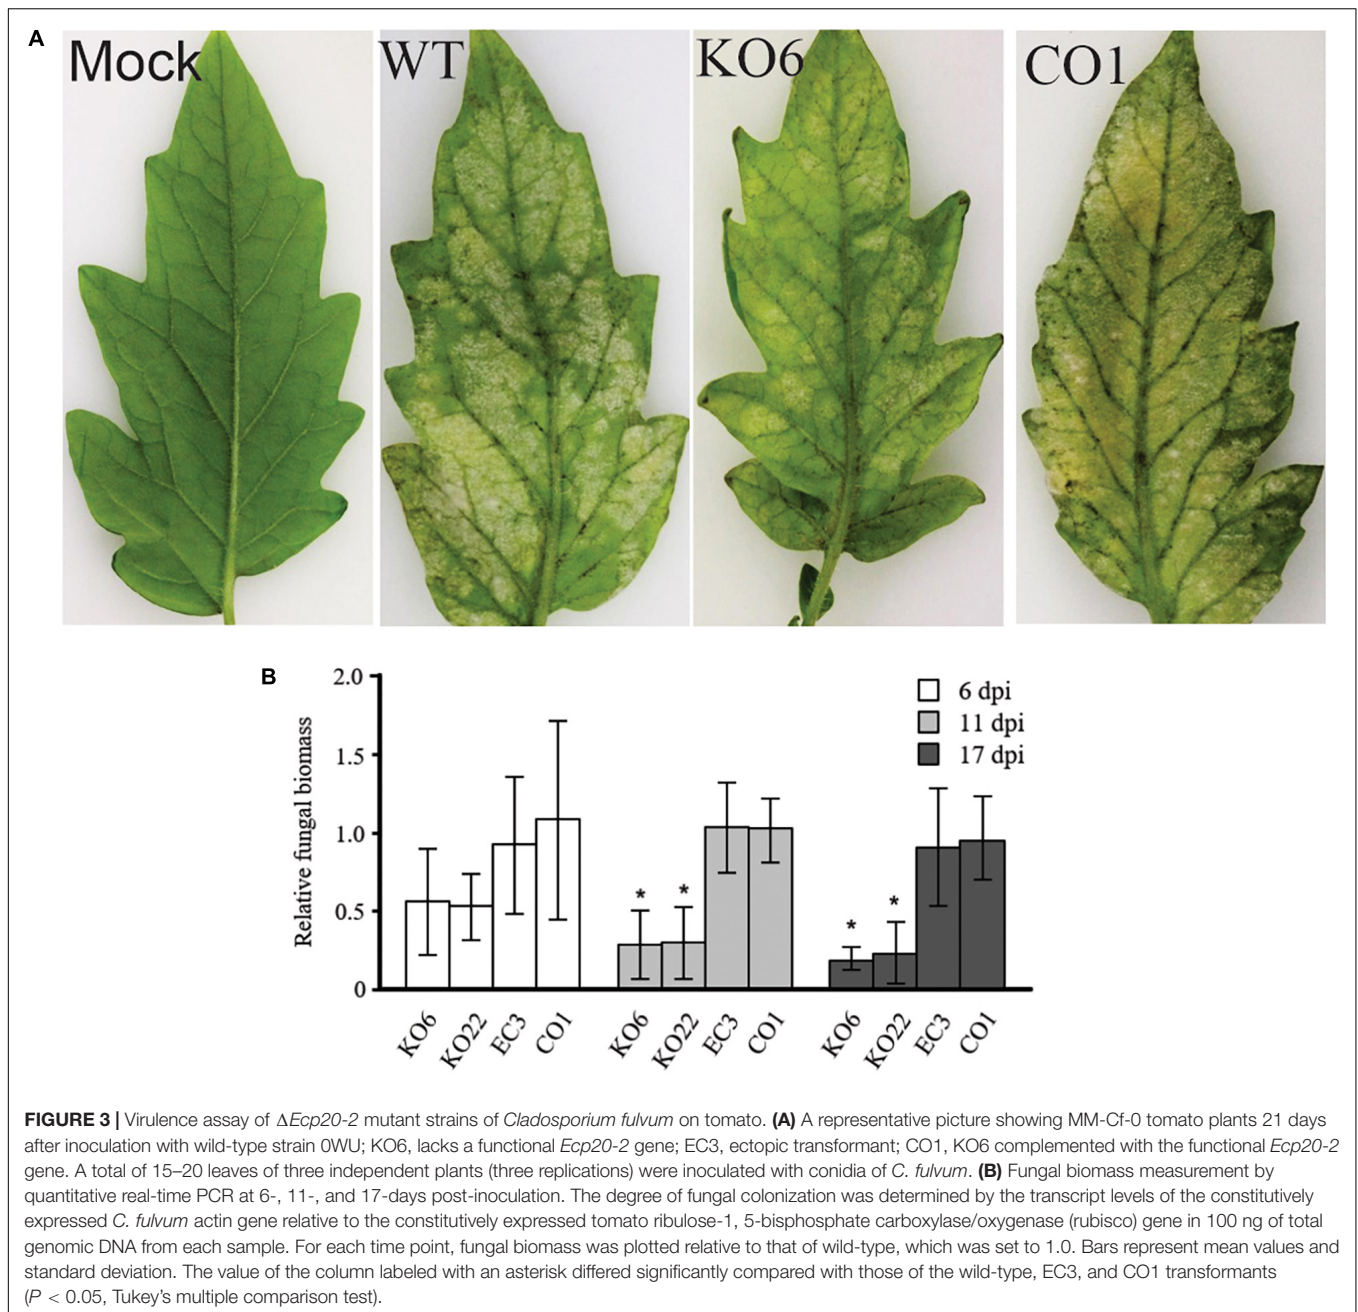 A
Mock
WT
KO6
CO1
B
2.0
1.5
1.0
0.5
0
Relative fungal biomass
6 dpi
11 dpi
17 dpi
*
*
*
*
KO6
KO22
EC3
CO1
KO6
KO22
EC3
CO1
KO6
KO22
EC3
CO1
FIGURE 3 | Virulence assay of ΔEcp20-2 mutant strains of Cladosporium fulvum on tomato. (A) A representative picture showing MM-Cf-0 tomato plants 21 days
after inoculation with wild-type strain 0WU; KO6, lacks a functional Ecp20-2 gene; EC3, ectopic transformant; CO1, KO6 complemented with the functional Ecp20-2
gene. A total of 15–20 leaves of three independent plants (three replications) were inoculated with conidia of C. fulvum. (B) Fungal biomass measurement by
quantitative real-time PCR at 6-, 11-, and 17-days post-inoculation. The degree of fungal colonization was determined by the transcript levels of the constitutively
expressed C. fulvum actin gene relative to the constitutively expressed tomato ribulose-1, 5-bisphosphate carboxylase/oxygenase (rubisco) gene in 100 ng of total
genomic DNA from each sample. For each time point, fungal biomass was plotted relative to that of wild-type, which was set to 1.0. Bars represent mean values and
standard deviation. The value of the column labeled with an asterisk differed significantly compared with those of the wild-type, EC3, and CO1 transformants
(P < 0.05, Tukey's multiple comparison test).